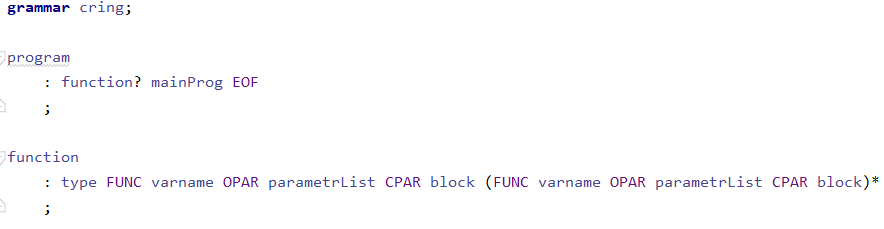 grammar cring;
program
: function? mainProg EOF
;
function
: type FUNC varname OPAR parametrList CPAR block (FUNC varname OPAR parametrList CPAR block)*
;